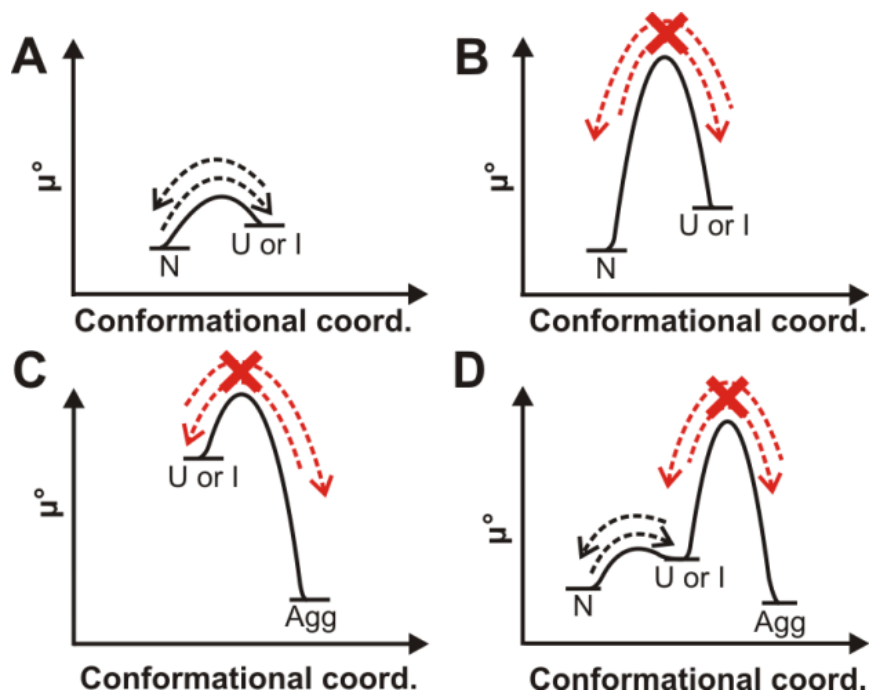 A
μ°
N
U or I
Conformational coord.
B
μ°
N
U or I
Conformational coord.
C
μ°
U or I
Agg
Conformational coord.
D
μ°
N
U or I
Agg
Conformational coord.